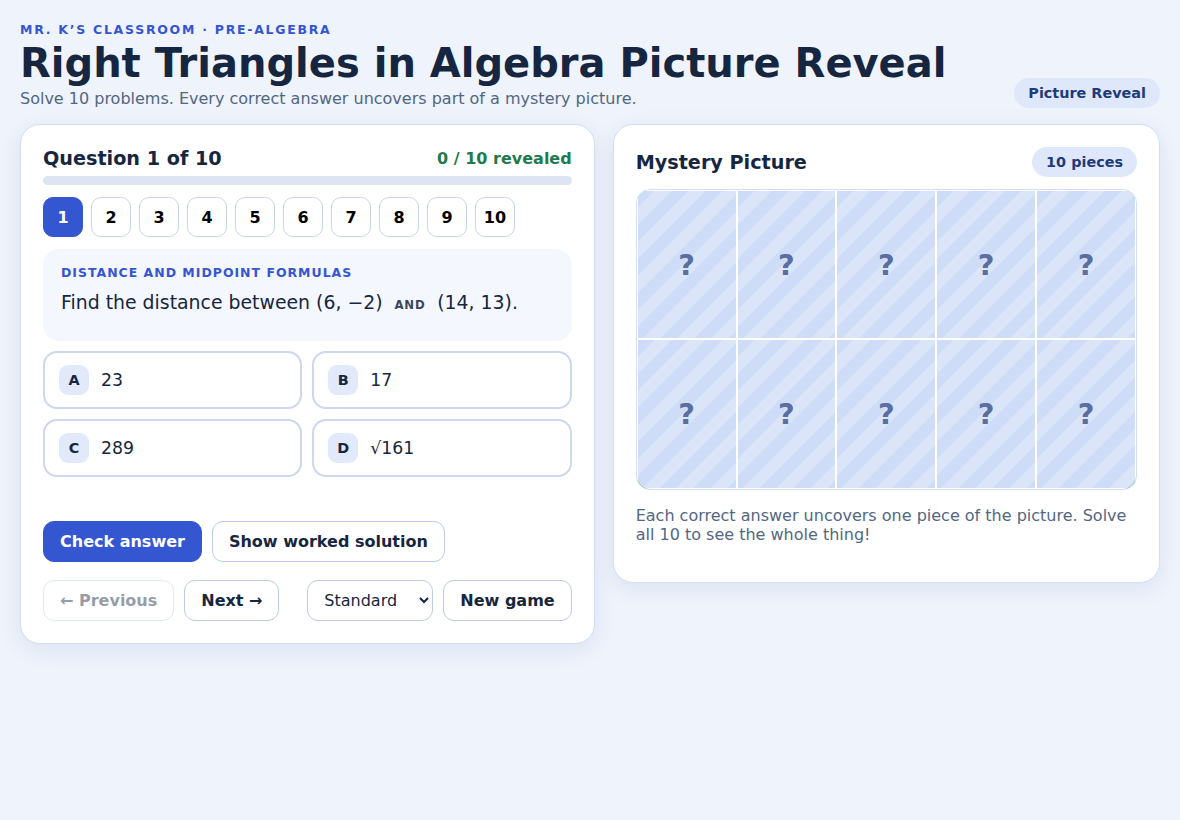 MR. K’S CLASSROOM · PRE-ALGEBRA
Right Triangles in Algebra Picture Reveal
Solve 10 problems. Every correct answer uncovers part of a mystery picture.
Picture Reveal
Question 1 of 10
0 / 10 revealed
1 2 3 4 5 6 7 8 9 10
DISTANCE AND MIDPOINT FORMULAS
Find the distance between (6, −2) AND (14, 13).
A 23
B 17
C 289
D √161
Check answer
Show worked solution
← Previous
Next →
Standard
New game
Mystery Picture
10 pieces
? ? ? ? ?
? ? ? ? ?
Each correct answer uncovers one piece of the picture. Solve
all 10 to see the whole thing!